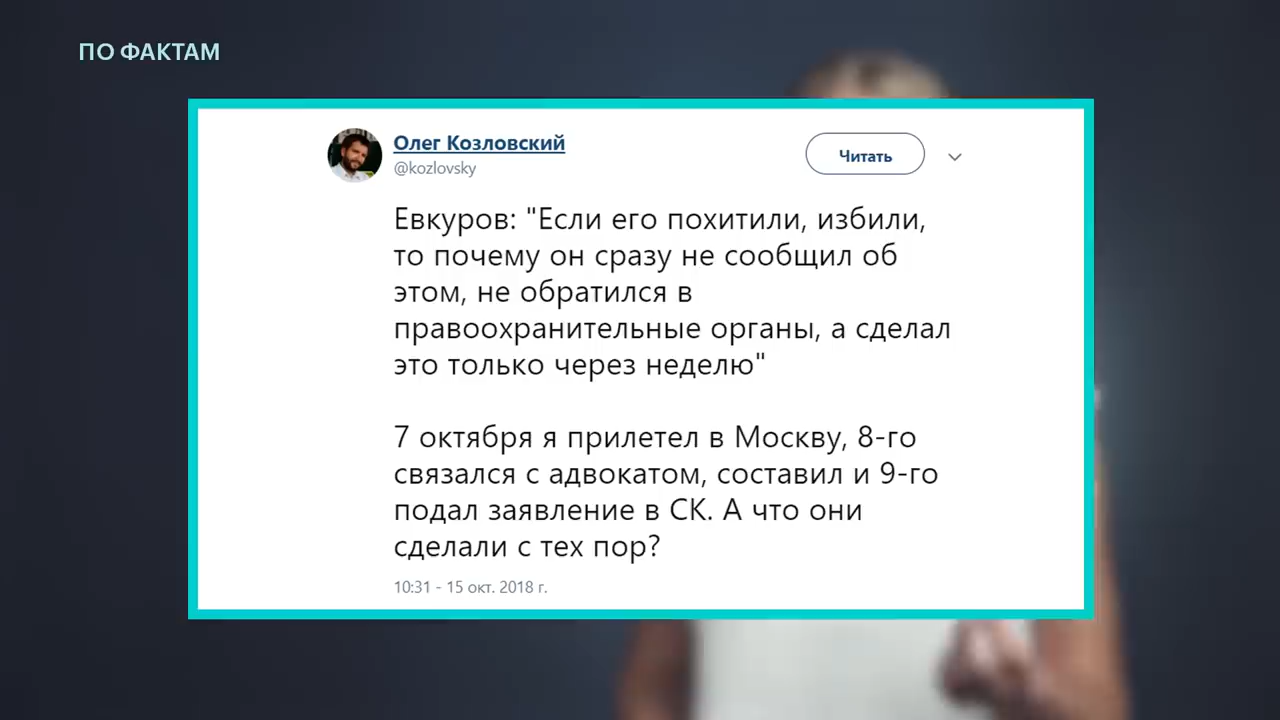 ПО ФАКТАМ
Олег Козловский
@kozlovsky
Читать
Евкуров: "Если его похитили, избили,
то почему он сразу не сообщил об
этом, не обратился в
правоохранительные органы, а сделал
это только через неделю"
7 октября я прилетел в Москву, 8-го
связался с адвокатом, составил и 9-го
подал заявление в СК. А что они
сделали с тех пор?
10:31 - 15 окт. 2018 г.